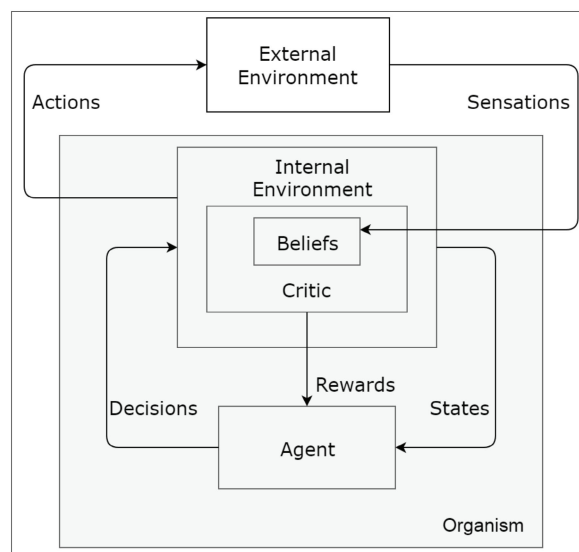 External
Environment
Actions
Sensations
Internal
Environment
Beliefs
Critic
Rewards
Decisions
States
Agent
Organism